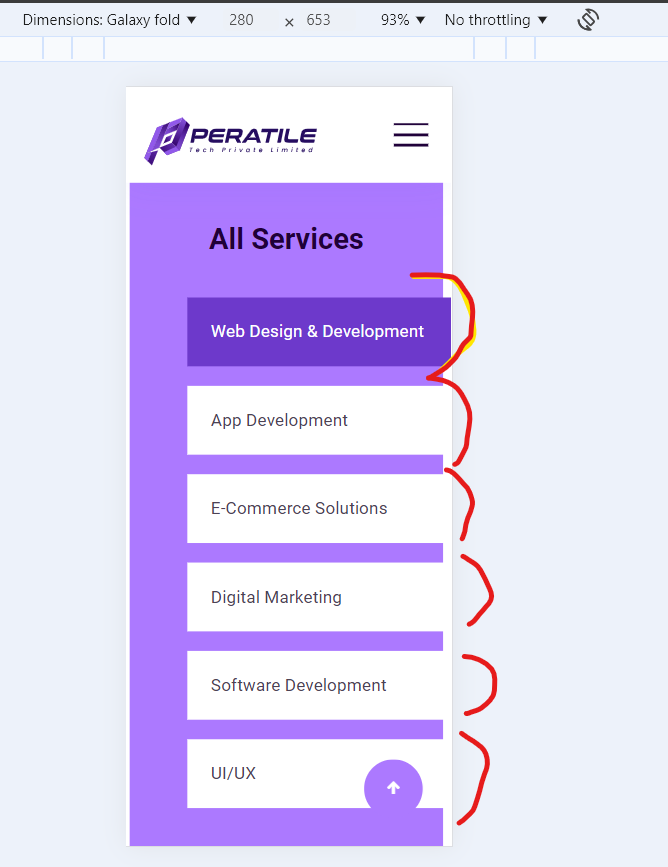 Dimensions: Galaxy fold ▼ 280 × 653 93% ▼ No throttling ▼
PERATILE
Tech Private Limited
All Services
Web Design & Development
App Development
E-Commerce Solutions
Digital Marketing
Software Development
UI/UX